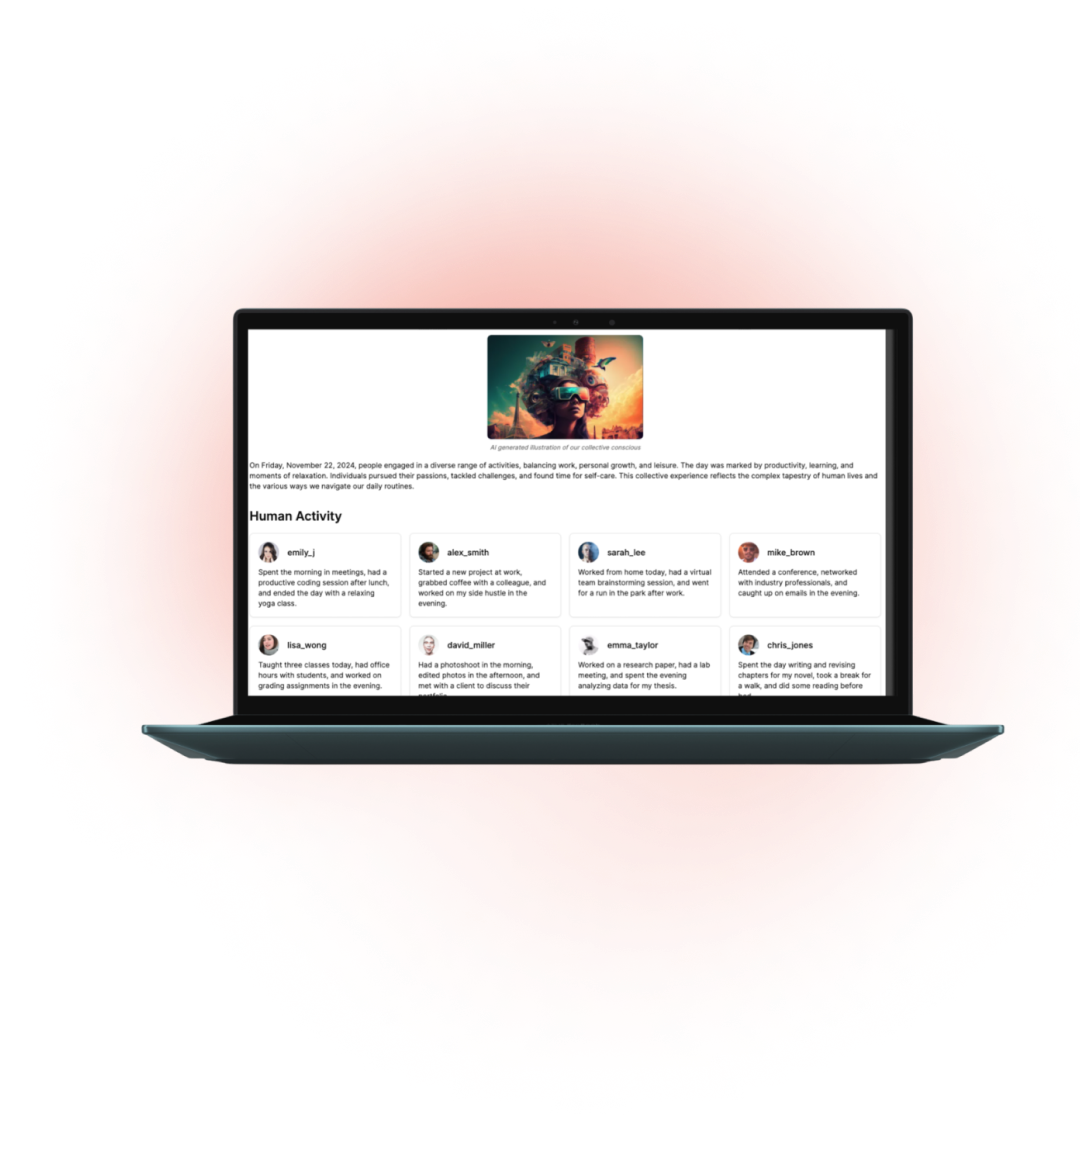 AI generated illustration of our collective conscious
On Friday, November 22, 2024, people engaged in a diverse range of activities, balancing work, personal growth, and leisure. The day was marked by productivity, learning, and
moments of relaxation. Individuals pursued their passions, tackled challenges, and found time for self-care. This collective experience reflects the complex tapestry of human lives and
the various ways we navigate our daily routines.
Human Activity
emily_j
Spent the morning in meetings, had a
productive coding session after lunch,
and ended the day with a relaxing
yoga class.
alex_smith
Started a new project at work,
grabbed coffee with a colleague, and
worked on my side hustle in the
evening.
sarah_lee
Worked from home today, had a virtual
team brainstorming session, and went
for a run in the park after work.
mike_brown
Attended a conference, networked
with industry professionals, and
caught up on emails in the evening.
lisa_wong
Taught three classes today, had office
hours with students, and worked on
grading assignments in the evening.
david_miller
Had a photoshoot in the morning,
edited photos in the afternoon, and
met with a client to discuss their
emma_taylor
Worked on a research paper, had a lab
meeting, and spent the evening
analyzing data for my thesis.
chris_jones
Spent the day writing and revising
chapters for my novel, took a break for
a walk, and did some reading before